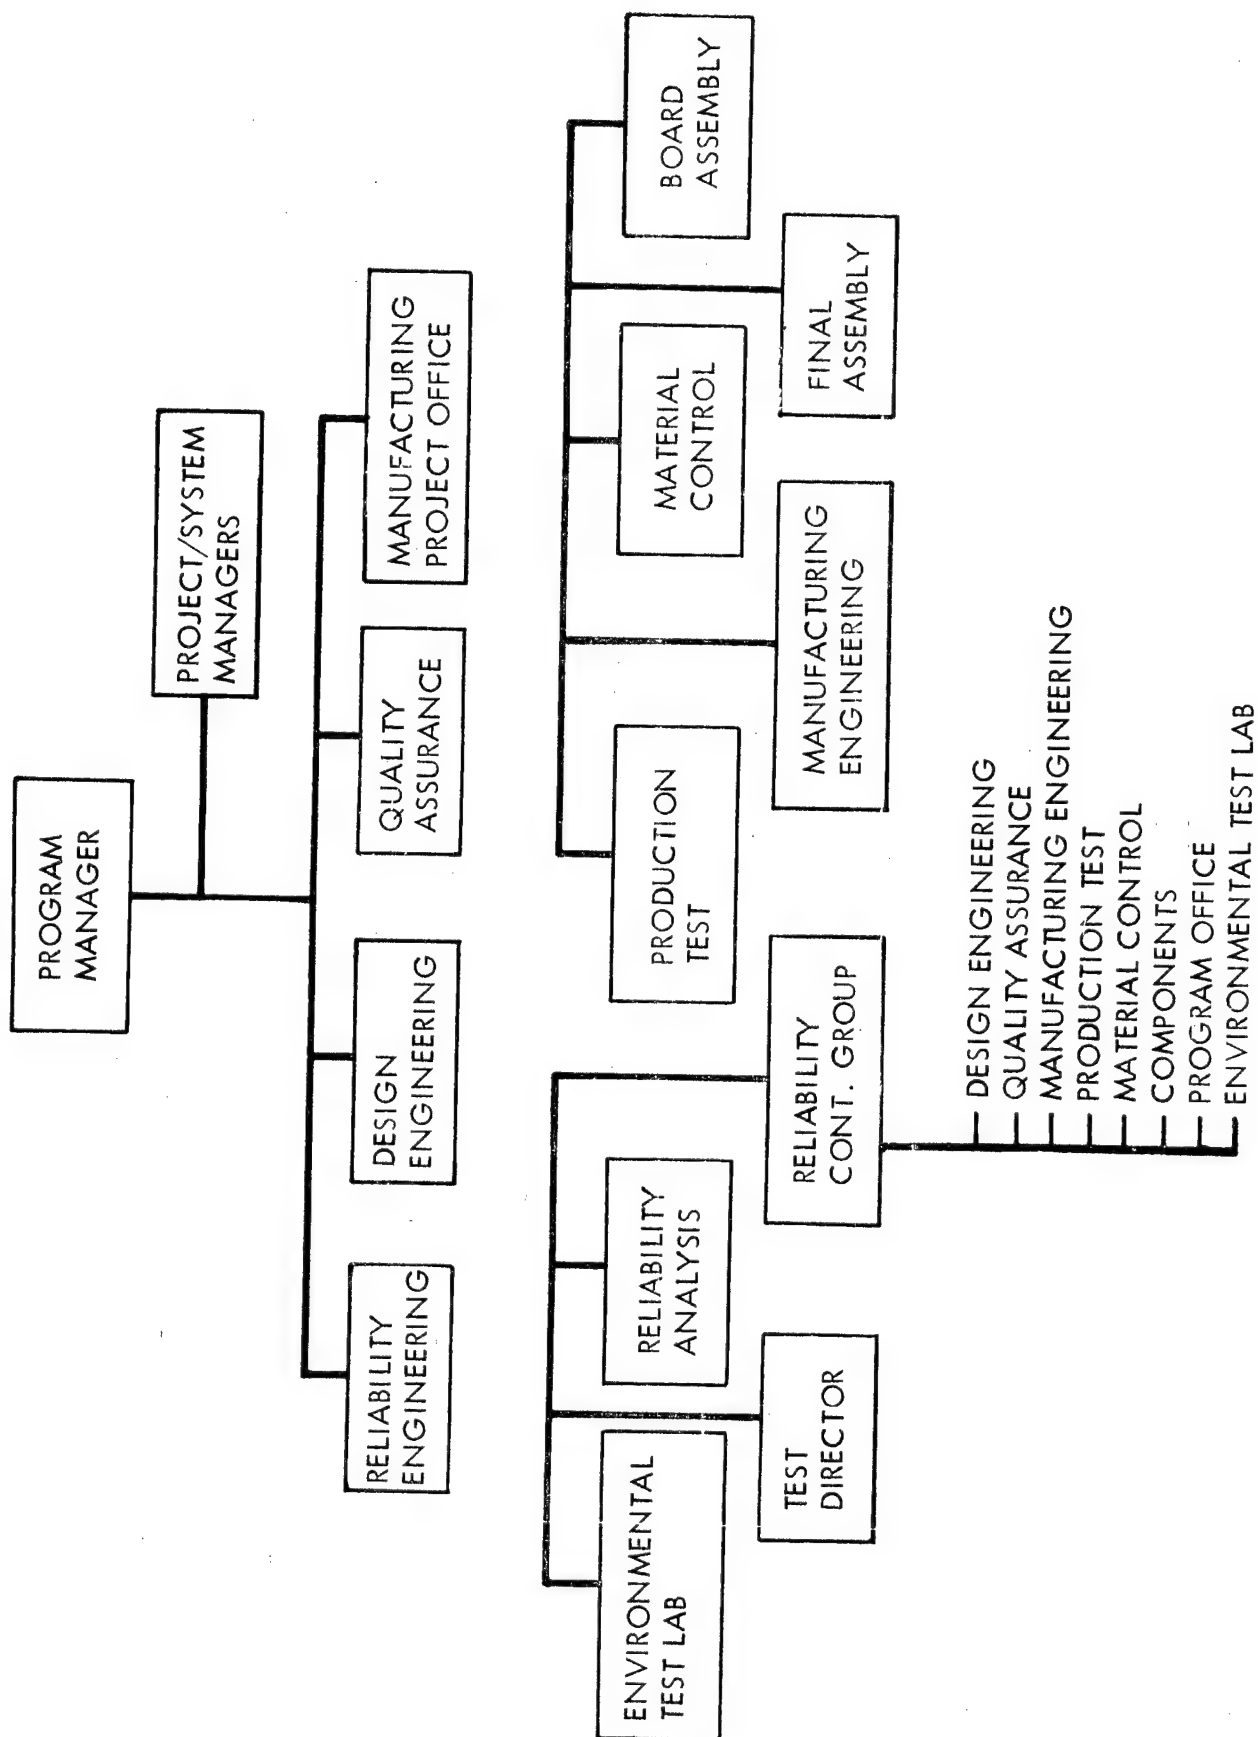 PROGRAM
MANAGER
PROJECT/SYSTEM
MANAGERS
RELIABILITY
ENGINEERING
DESIGN
ENGINEERING
QUALITY
ASSURANCE
MANUFACTURING
PROJECT OFFICE
ENVIRONMENTAL
TEST LAB
TEST
DIRECTOR
RELIABILITY
ANALYSIS
RELIABILITY
CONT. GROUP
PRODUCTION
TEST
MANUFACTURING
ENGINEERING
MATERIAL
CONTROL
FINAL
ASSEMBLY
BOARD
ASSEMBLY
DESIGN ENGINEERING
QUALITY ASSURANCE
MANUFACTURING ENGINEERING
PRODUCTION TEST
MATERIAL CONTROL
COMPONENTS
PROGRAM OFFICE
ENVIRONMENTAL TEST LAB